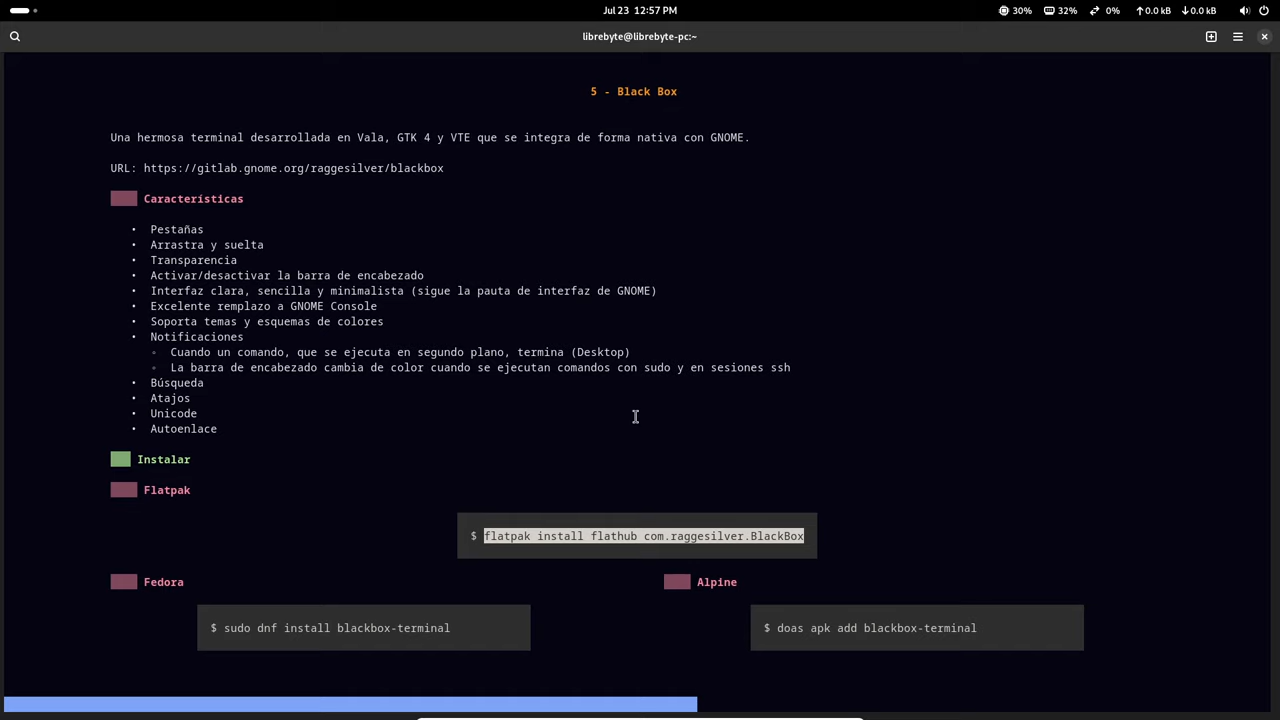 Jul 23 12:57 PM
30%
32%
0%
0.0 kB
0.0 kB
librebyte@librebyte-pc:~
5 - Black Box
Una hermosa terminal desarrollada en Vala, GTK 4 y VTE que se integra de forma nativa con GNOME.
URL: https://gitlab.gnome.org/raggesilver/blackbox
Características
• Pestañas
• Arrastra y suelta
• Transparencia
• Activar/desactivar la barra de encabezado
• Interfaz clara, sencilla y minimalista (sigue la pauta de interfaz de GNOME)
• Excelente remplazo a GNOME Console
• Soporta temas y esquemas de colores
• Notificaciones
◦ Cuando un comando, que se ejecuta en segundo plano, termina (Desktop)
◦ La barra de encabezado cambia de color cuando se ejecutan comandos con sudo y en sesiones ssh
• Búsqueda
• Atajos
• Unicode
• Autoenlace
Instalar
Flatpak
$ flatpak install flathub com.raggesilver.BlackBox
Fedora
$ sudo dnf install blackbox-terminal
Alpine
$ doas apk add blackbox-terminal